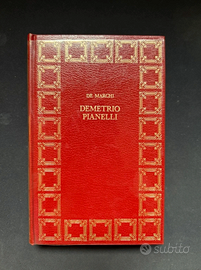 DE MARCHI
DEMETRIO
PIANELLI
subito